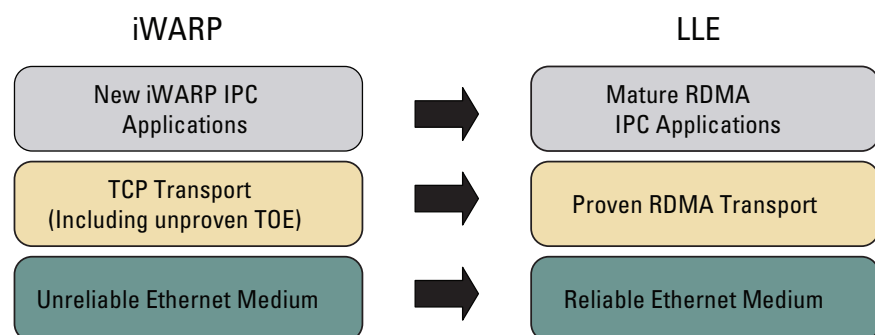 iWARP
LLE
New iWARP IPC
Applications
Mature RDMA
IPC Applications
TCP Transport
(Including unproven TOE)
Proven RDMA Transport
Unreliable Ethernet Medium
Reliable Ethernet Medium